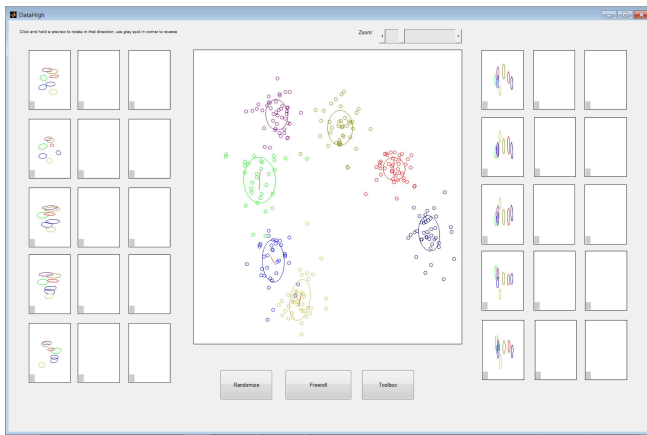 DataHigh
Click and hold a preview to rotate in that direction, use gray spot in corner to reverse
Zoom:
Randomize
Freeroll
Toolbox